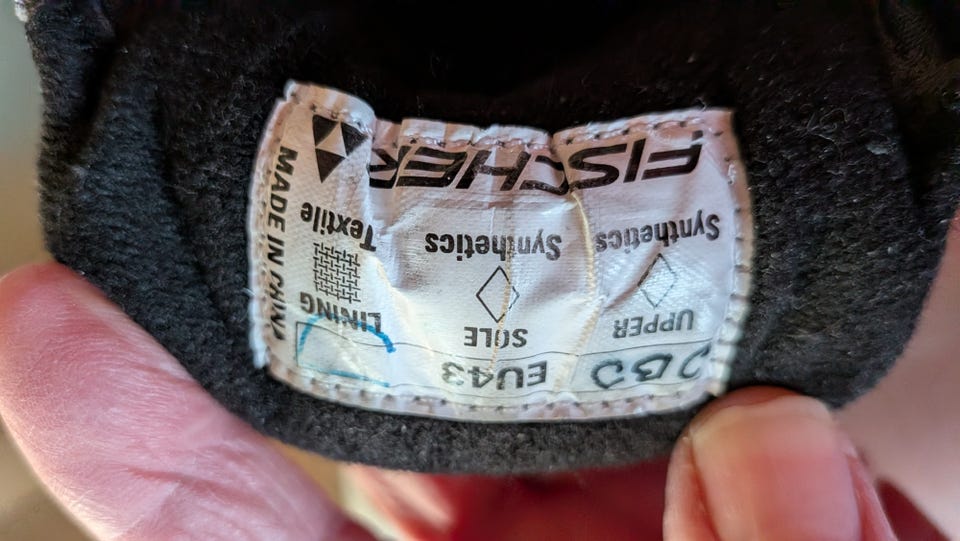 EU43
UPPER SOLE LINING
Synthetics Synthetics Textile
FISCHER
MADE IN CHINA